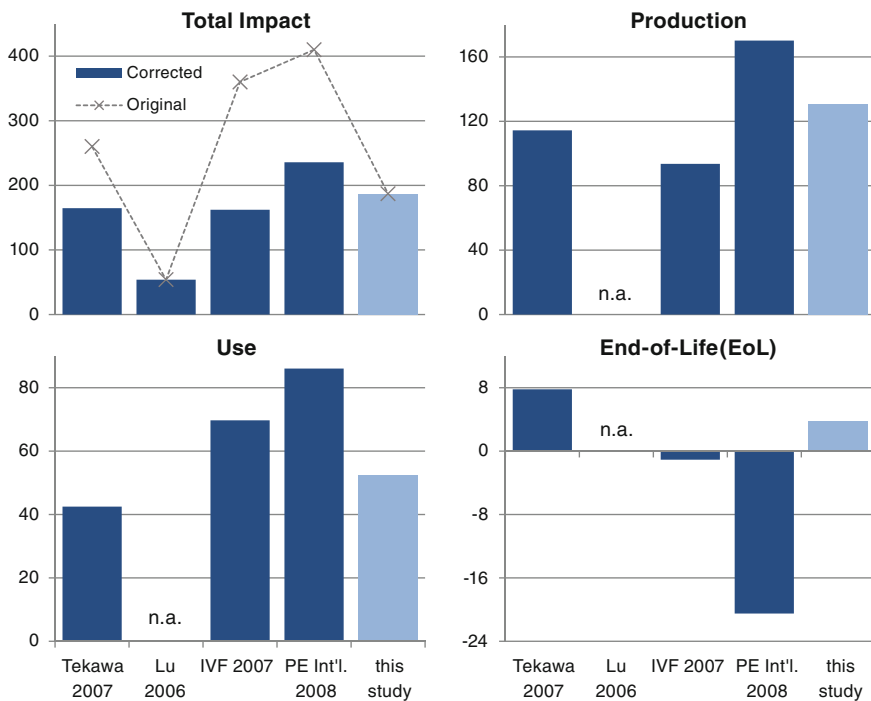 Total Impact
400
300
200
100
0
Corrected
Original
Production
160
120
80
40
0
n.a.
Use
80
60
40
20
0
n.a.
Tekawa 2007
Lu 2006
IVF 2007
PE Int'l. 2008
this study
End-of-Life(EoL)
8
0
-8
-16
-24
n.a.
Tekawa 2007
Lu 2006
IVF 2007
PE Int'l. 2008
this study